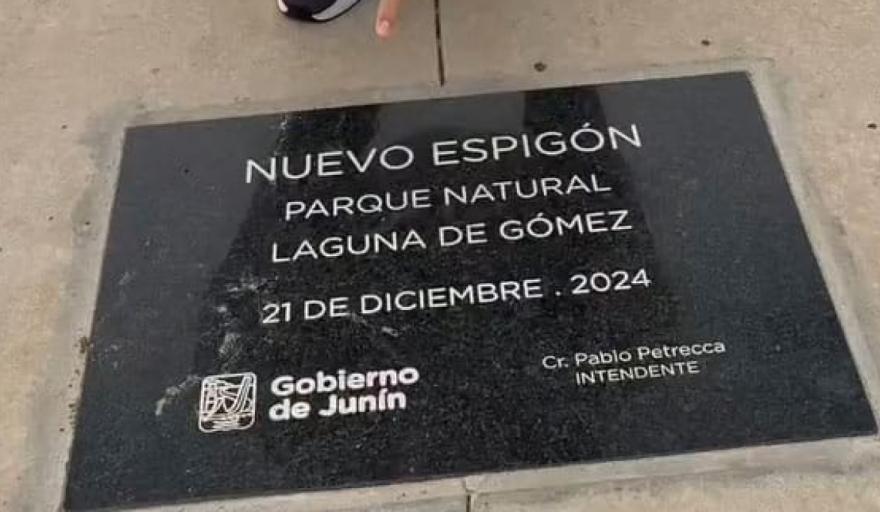 NUEVO ESPIGÓN
PARQUE NATURAL
LAGUNA DE GÓMEZ
21 DE DICIEMBRE . 2024
Gobierno
de Junín
Cr. Pablo Petrecca
INTENDENTE